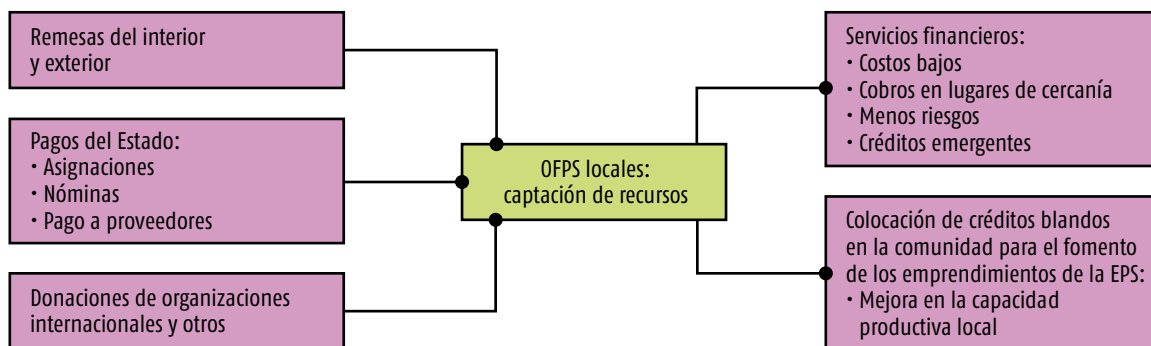 Remesas del interior
y exterior
Pagos del Estado:
• Asignaciones
• Nóminas
• Pago a proveedores
Donaciones de organizaciones
internacionales y otros
OFPS locales:
captación de recursos
Servicios financieros:
• Costos bajos
• Cobros en lugares de cercanía
• Menos riesgos
• Créditos emergentes
Colocación de créditos blandos
en la comunidad para el fomento
de los emprendimientos de la EPS:
• Mejora en la capacidad
productiva local